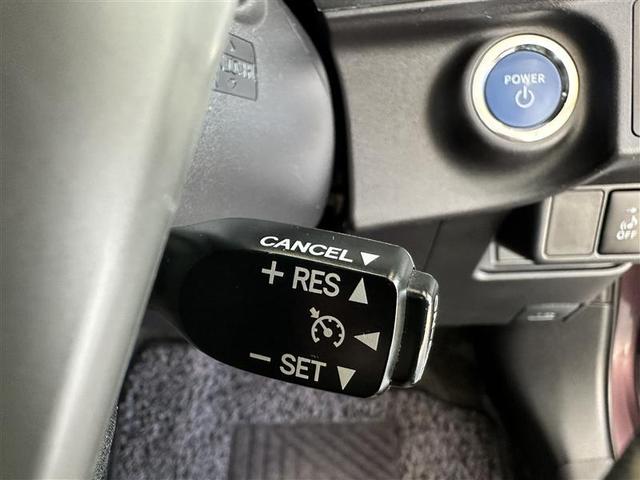 POWER
CANCEL▼
+ RES ▲
◀
− SET ▼
OFF